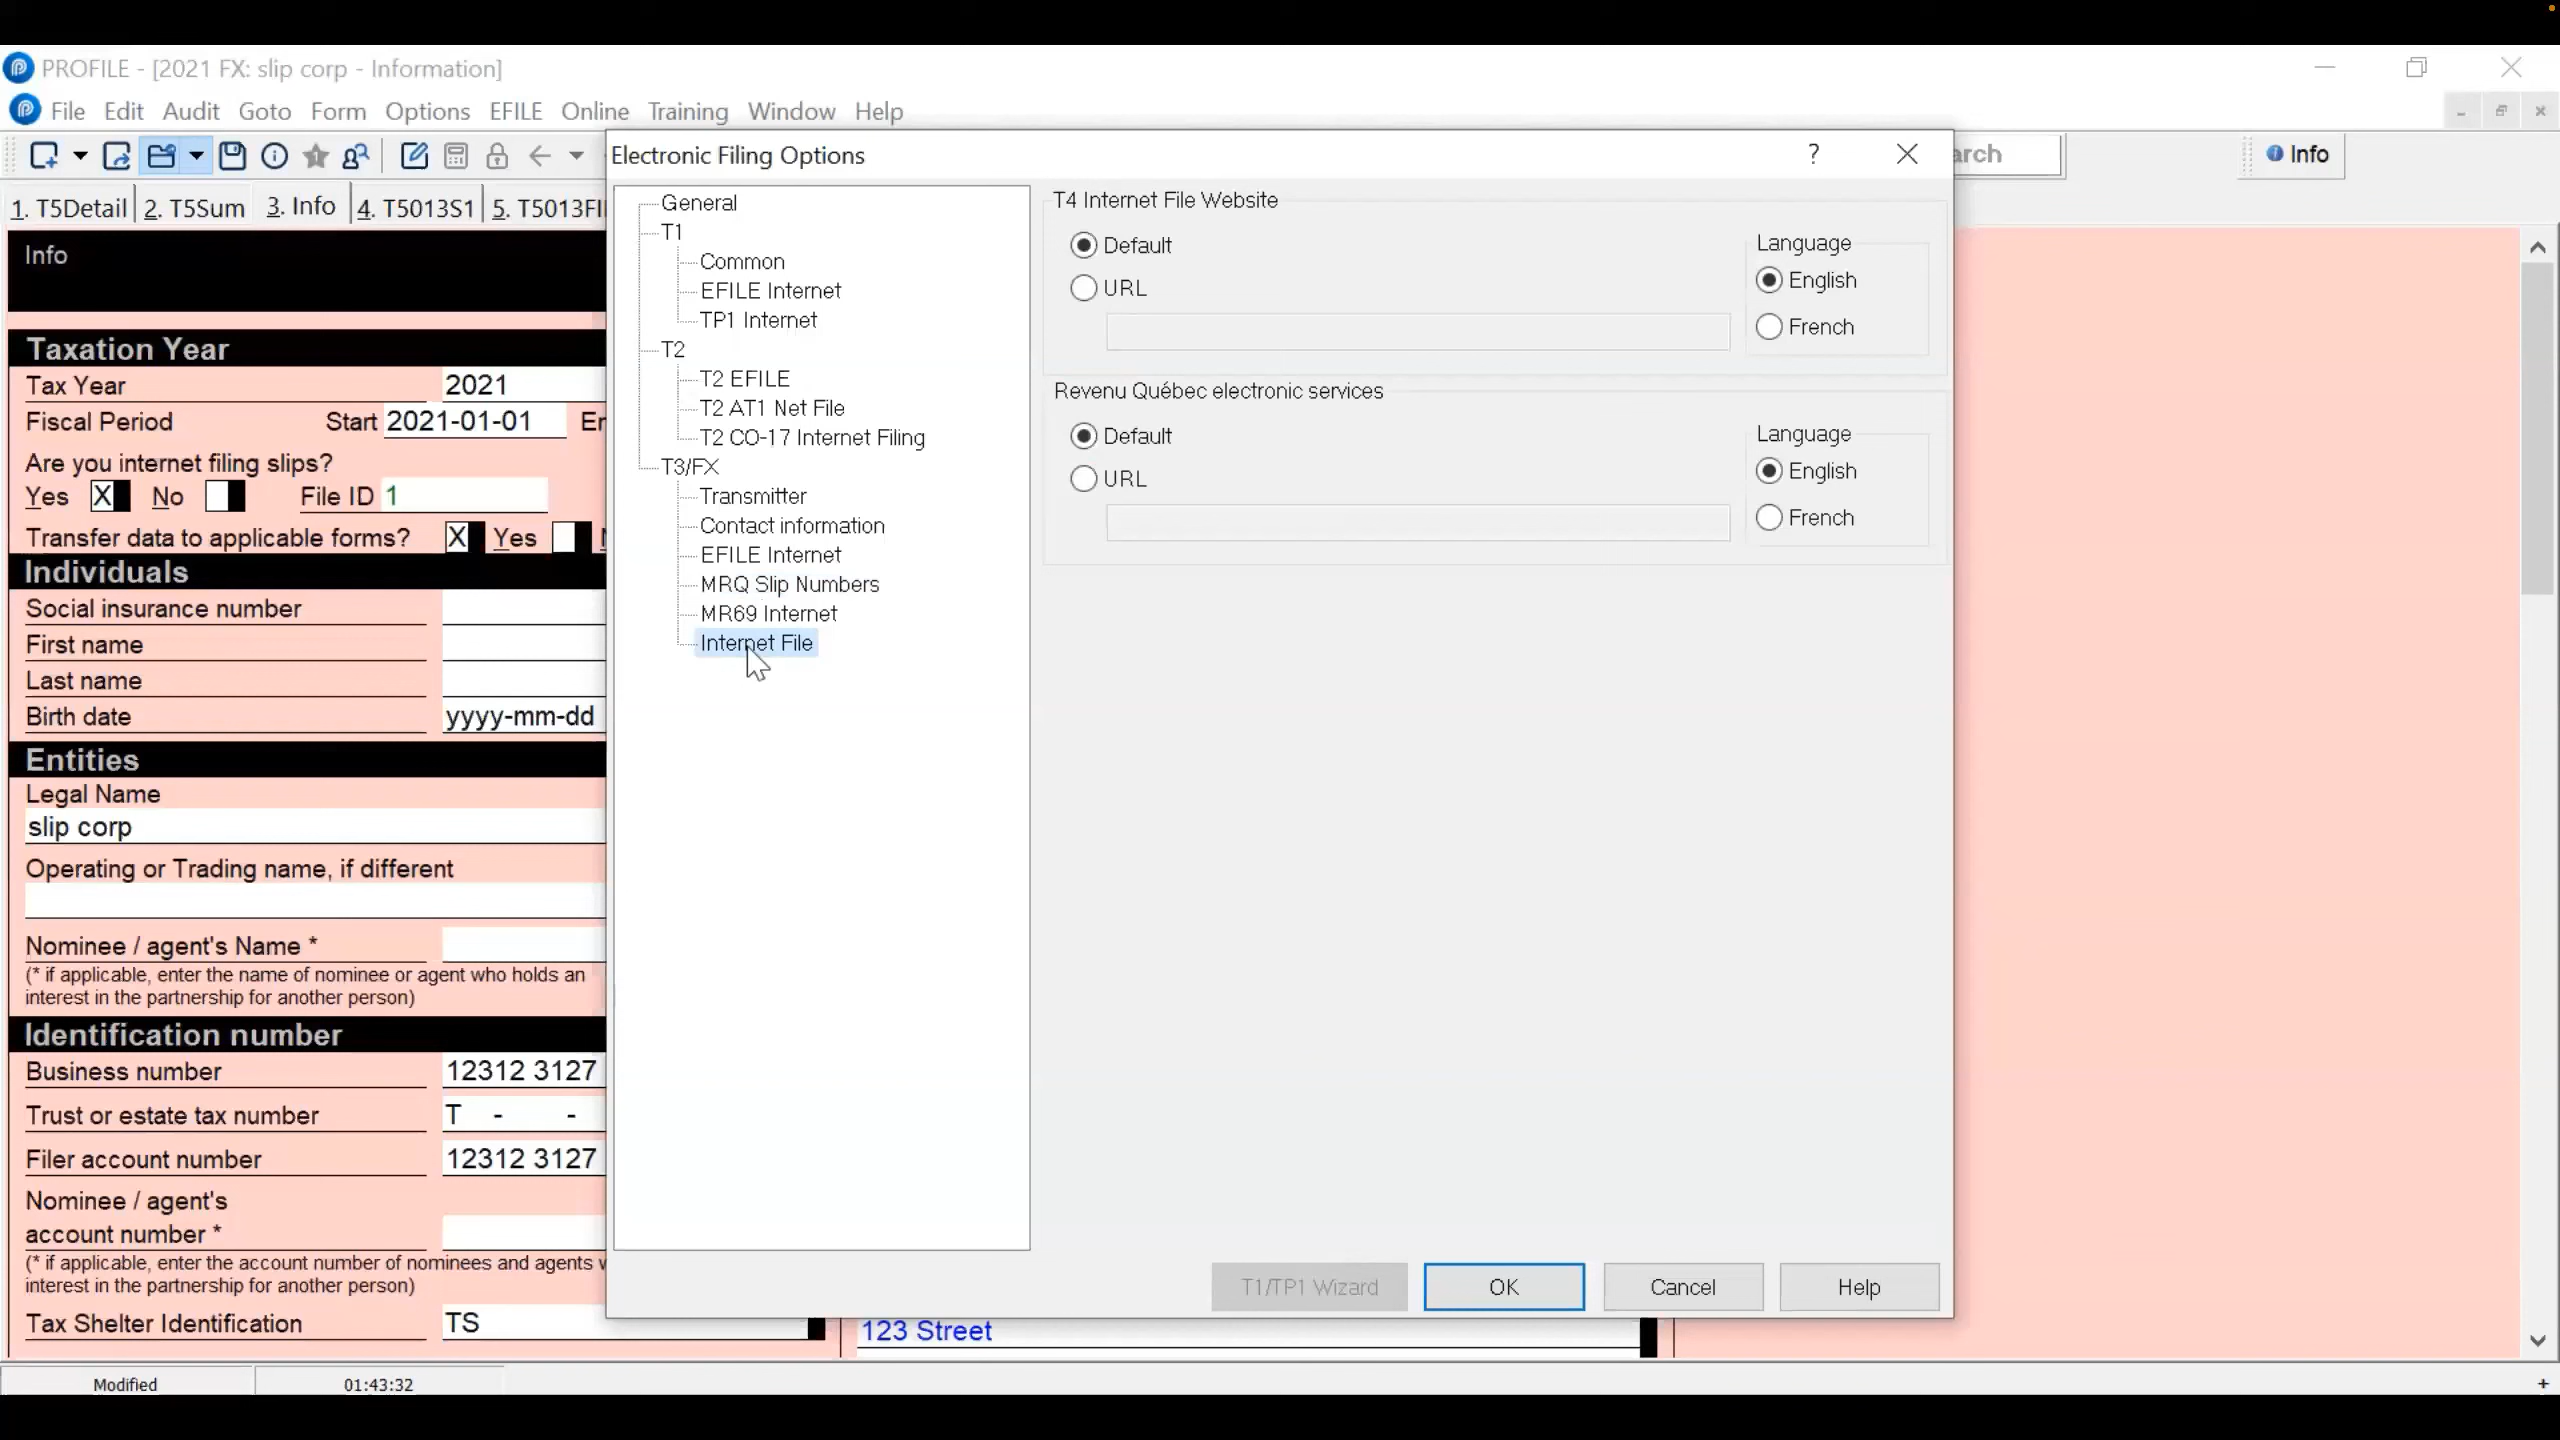 PROFILE - [2021 FX: slip corp - Information]
File Edit Audit Goto Form Options EFILE Online Training Window Help
Electronic Filing Options
?
Info
1. T5Detail 2. T5Sum 3. Info 4. T5013S1 5. T5013FI
Info
Taxation Year
Tax Year 2021
Fiscal Period Start 2021-01-01
Are you internet filing slips?
Yes X No File ID 1
Transfer data to applicable forms? X Yes
Individuals
Social insurance number
First name
Last name
Birth date yyyy-mm-dd
Entities
Legal Name
slip corp
Operating or Trading name, if different
Nominee / agent's Name *
(* if applicable, enter the name of nominee or agent who holds an
interest in the partnership for another person)
Identification number
Business number 12312 3127
Trust or estate tax number T - -
Filer account number 12312 3127
Nominee / agent's
account number *
(* if applicable, enter the account number of nominees and agents
interest in the partnership for another person)
Tax Shelter Identification TS
123 Street
Modified 01:43:32
+
General
T1
Common
EFILE Internet
TP1 Internet
T2
T2 EFILE
T2 AT1 Net File
T2 CO-17 Internet Filing
T3/FX
Transmitter
Contact information
EFILE Internet
MRQ Slip Numbers
MR69 Internet
Internet File
T4 Internet File Website
Default
URL
Language
English
French
Revenu Québec electronic services
Default
URL
Language
English
French
T1/TP1 Wizard OK Cancel Help